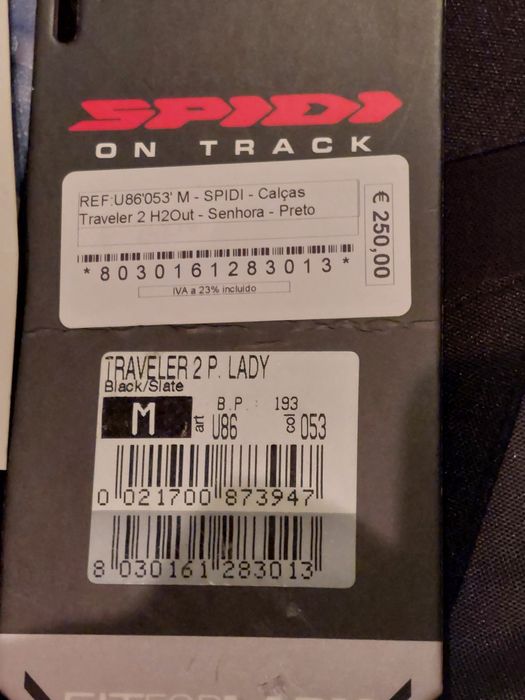 SPIDI
ON TRACK
REF:U86'053' M - SPIDI - Calças
Traveler 2 H2Out - Senhora - Preto
€ 250,00
*8030161283013*
IVA a 23% incluido
TRAVELER 2 P. LADY
Black/Slate
M
B.P.: 193
art U86 col 053
0 021700 873947
8 030161 283013